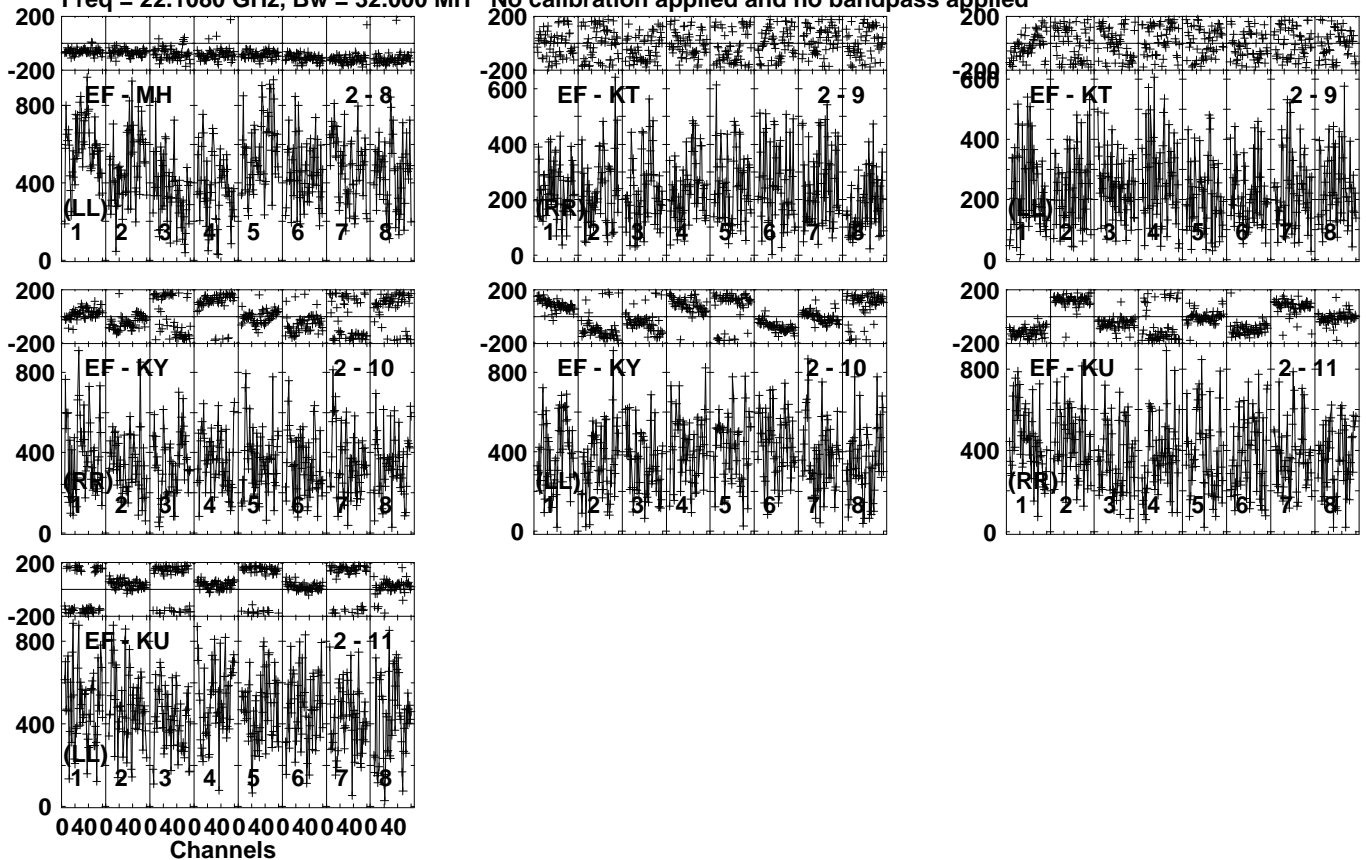 Freq = 22.1080 GHz, Bw = 32.000 MH No calibration applied and no bandpass applied
200
-200
EF - MH 2 - 8
800
400
(LL)
1 2 3 4 5 6 7 8
0
200
-200
EF - KT 2 - 9
600
400
200
(RR)
1 2 3 4 5 6 7 8
0
200
-200
600
EF - KT 2 - 9
400
200
(LL)
1 2 3 4 5 6 7 8
0
200
-200
EF - KY 2 - 10
800
400
(RR)
1 2 3 4 5 6 7 8
0
200
-200
EF - KY 2 - 10
800
400
(LL)
1 2 3 4 5 6 7 8
0
200
-200
EF - KU 2 - 11
800
400
(RR)
1 2 3 4 5 6 7 8
0
200
-200
EF - KU 2 - 11
800
400
(LL)
1 2 3 4 5 6 7 8
0
0 40 0 40 0 40 0 40 0 40 0 40 0 40 0 40
Channels